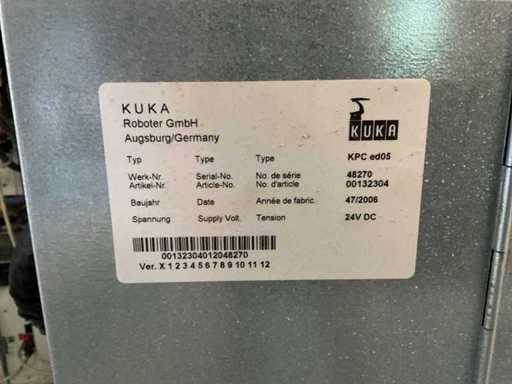 KUKA
Roboter GmbH
Augsburg/Germany
KUKA
Typ Type Type KPC ed05
Werk-Nr. Serial-No. No. de série 48270
Artikel-Nr. Article-No. No. d'article 00132304
Baujahr Date Année de fabric. 47/2006
Spannung Supply Volt. Tension 24V DC
00132304012048270
Ver. X 1 2 3 4 5 6 7 8 9 10 11 12